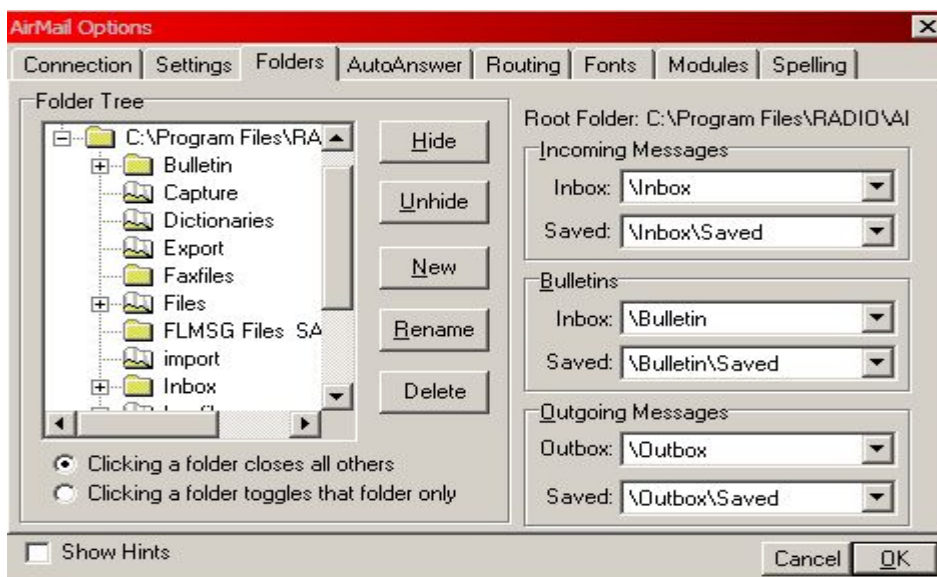 AirMail Options
Connection Settings Folders AutoAnswer Routing Fonts Modules Spelling
Folder Tree
C:\Program Files\RA
Bulletin
Capture
Dictionaries
Export
Faxfiles
Files
FLMSG Files SA
import
Inbox
Hide
Unhide
New
Rename
Delete
Clicking a folder closes all others
Clicking a folder toggles that folder only
Root Folder: C:\Program Files\RADIO\AI
Incoming Messages
Inbox: \Inbox
Saved: \Inbox\Saved
Bulletins
Inbox: \Bulletin
Saved: \Bulletin\Saved
Outgoing Messages
Outbox: \Outbox
Saved: \Outbox\Saved
Show Hints
Cancel OK